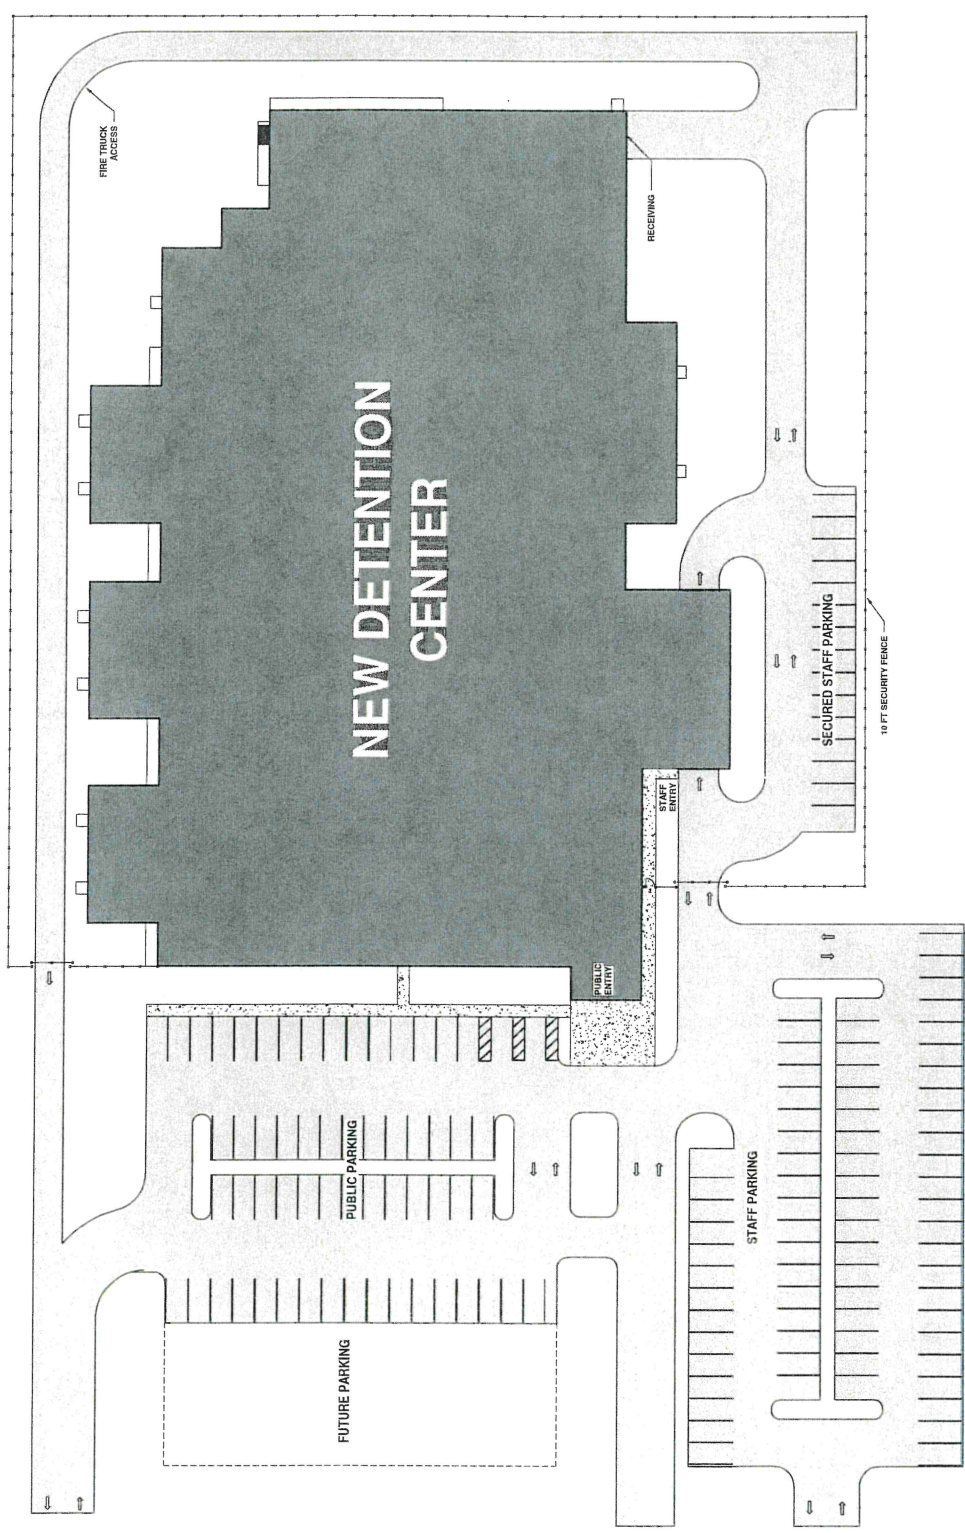 FIRE TRUCK
ACCESS
RECEIVING
NEW DETENTION
CENTER
SECURED STAFF PARKING
10 FT SECURITY FENCE
STAFF
ENTRY
PUBLIC
ENTRY
PUBLIC PARKING
STAFF PARKING
FUTURE PARKING